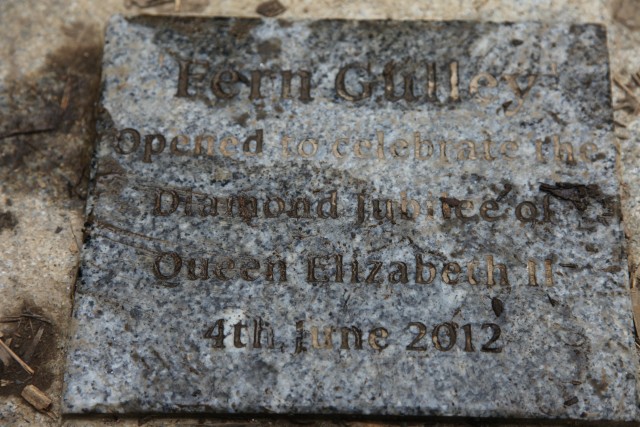 Fern Gulley
Opened to celebrate the
Diamond Jubilee of
Queen Elizabeth II
4th June 2012